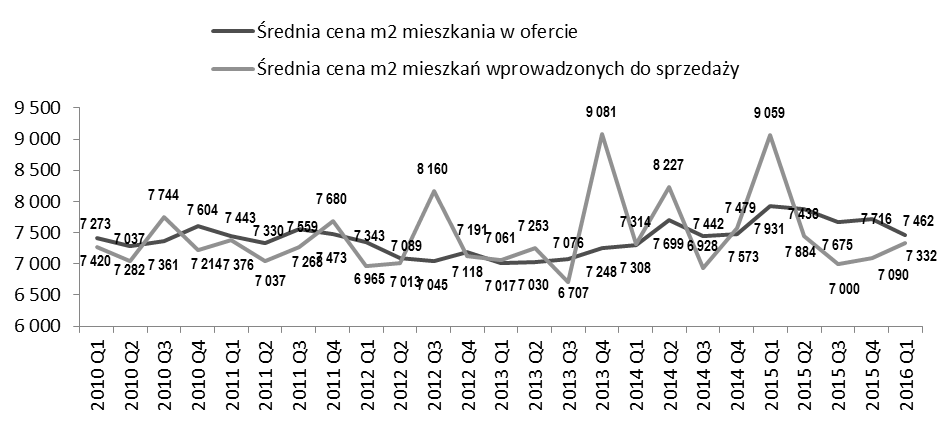 Średnia cena m2 mieszkania w ofercie
Średnia cena m2 mieszkań wprowadzonych do sprzedaży
9 500
9 000
8 500
8 000
7 500
7 000
6 500
6 000
7 273
7 420
7 037
7 282
7 744
7 361
7 604
7 214
7 443
7 376
7 330
7 037
7 559
7 268
7 680
7 473
7 343
6 965
7 089
7 013
8 160
7 045
7 191
7 118
7 061
7 017
7 253
7 030
7 076
6 707
9 081
7 248
7 314
7 308
8 227
7 699
7 442
6 928
7 479
7 573
9 059
7 931
7 438
7 884
7 675
7 000
7 716
7 090
7 462
7 332
2010 Q1
2010 Q2
2010 Q3
2010 Q4
2011 Q1
2011 Q2
2011 Q3
2011 Q4
2012 Q1
2012 Q2
2012 Q3
2012 Q4
2013 Q1
2013 Q2
2013 Q3
2013 Q4
2014 Q1
2014 Q2
2014 Q3
2014 Q4
2015 Q1
2015 Q2
2015 Q3
2015 Q4
2016 Q1